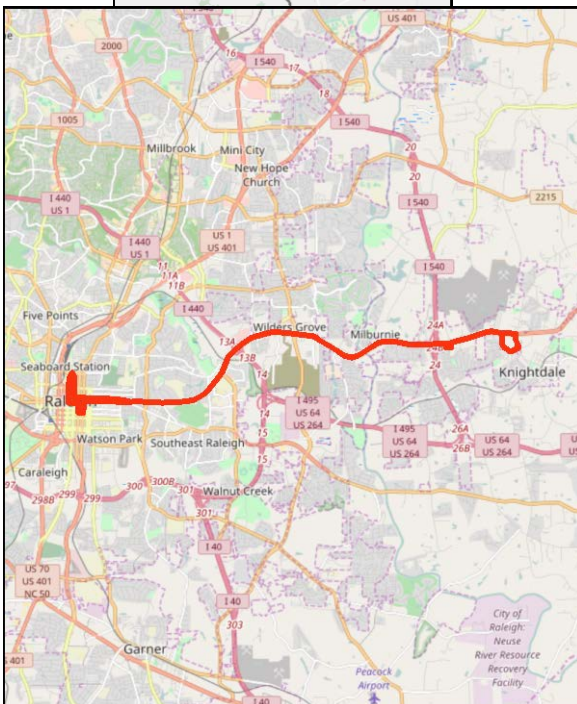 US 401
2000
16
I 540
17
18
1005
I 540
Millbrook
Mini City
New Hope
Church
20
20
2215
I 440
US 1
I 540
US 1
US 401
I 440
US 1
11
11A
11B
I 540
I 440
Five Points
Wilders Grove
Milburnie
24A
13A
13B
24
Seaboard Station
Knightdale
14
14
I 495
US 64
US 264
Watson Park
Southeast Raleigh
15
15
I 495
US 64
US 264
26A
26B
US 64
US 264
Caraleigh
97
298B
299
299
300
300B
301
301
Walnut Creek
I 40
US 70
US 401
NC 50
I 40
303
City of
Raleigh:
Neuse
River Resource
Recovery
Facility
Garner
401
Peacock
Airport
I 40